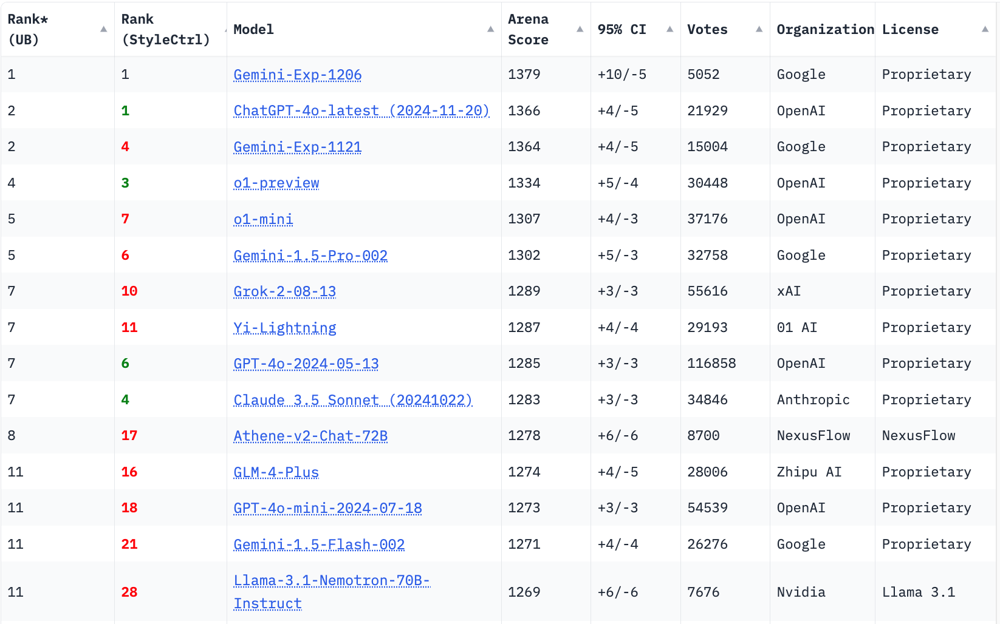 Rank* (UB) Rank (StyleCtrl) Model Arena Score 95% CI Votes Organization License
1 1 Gemini-Exp-1206 1379 +10/-5 5052 Google Proprietary
2 1 ChatGPT-4o-latest (2024-11-20) 1366 +4/-5 21929 OpenAI Proprietary
2 4 Gemini-Exp-1121 1364 +4/-5 15004 Google Proprietary
4 3 o1-preview 1334 +5/-4 30448 OpenAI Proprietary
5 7 o1-mini 1307 +4/-3 37176 OpenAI Proprietary
5 6 Gemini-1.5-Pro-002 1302 +5/-3 32758 Google Proprietary
7 10 Grok-2-08-13 1289 +3/-3 55616 xAI Proprietary
7 11 Yi-Lightning 1287 +4/-4 29193 01 AI Proprietary
7 6 GPT-4o-2024-05-13 1285 +3/-3 116858 OpenAI Proprietary
7 4 Claude 3.5 Sonnet (20241022) 1283 +3/-3 34846 Anthropic Proprietary
8 17 Athene-v2-Chat-72B 1278 +6/-6 8700 NexusFlow NexusFlow
11 16 GLM-4-Plus 1274 +4/-5 28006 Zhipu AI Proprietary
11 18 GPT-4o-mini-2024-07-18 1273 +3/-3 54539 OpenAI Proprietary
11 21 Gemini-1.5-Flash-002 1271 +4/-4 26276 Google Proprietary
11 28 Llama-3.1-Nemotron-70B-Instruct 1269 +6/-6 7676 Nvidia Llama 3.1